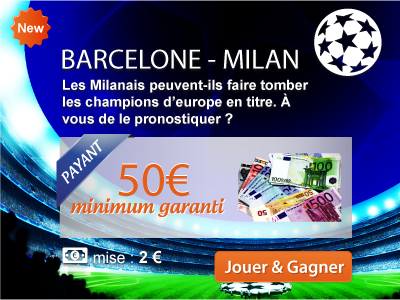 New
BARCELONE - MILAN
Les Milanais peuvent-ils faire tomber
les champions d'europe en titre. À
vous de le pronostiquer ?
PAYANT
50€
minimum garanti
mise : 2 €
Jouer & Gagner